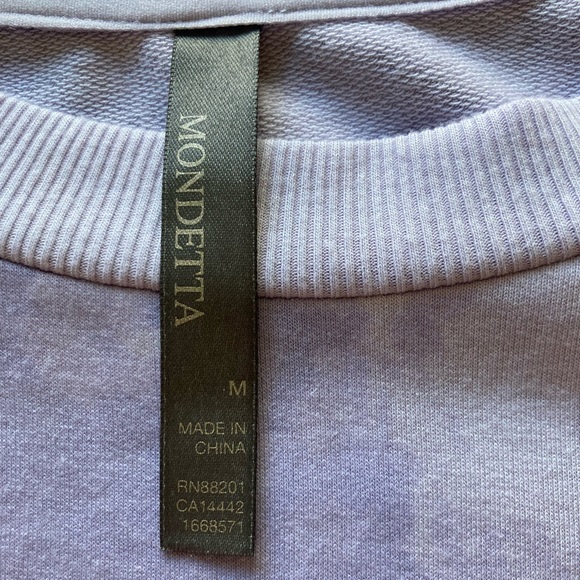 MONDETTA
M
MADE IN
CHINA
RN88201
CA14442
1668571